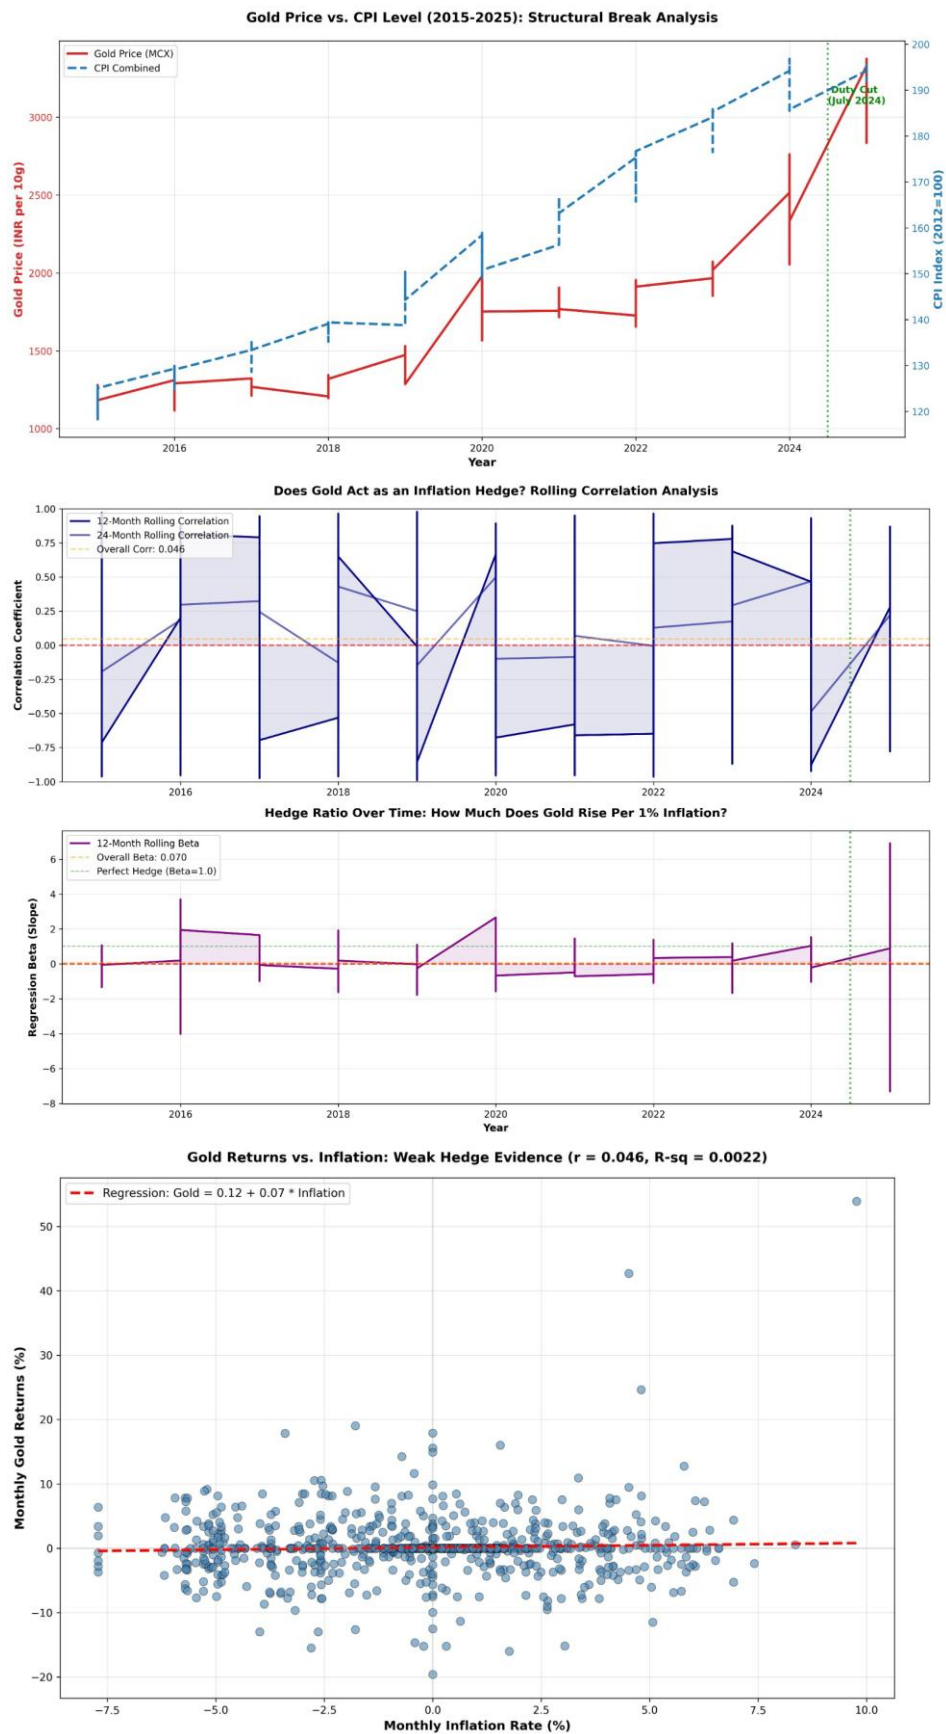 Gold Price vs. CPI Level (2015-2025): Structural Break Analysis
Gold Price (MCX)
CPI Combined
Duty Cut
(July 2024)
Gold Price (INR per 10g)
3000
2500
2000
1500
1000
CPI Index (2012=100)
200
190
180
170
160
150
140
130
120
2016 2018 2020 2022 2024
Year
Does Gold Act as an Inflation Hedge? Rolling Correlation Analysis
12-Month Rolling Correlation
24-Month Rolling Correlation
Overall Corr: 0.046
Correlation Coefficient
1.00
0.75
0.50
0.25
0.00
−0.25
−0.50
−0.75
−1.00
2016 2018 2020 2022 2024
Hedge Ratio Over Time: How Much Does Gold Rise Per 1% Inflation?
12-Month Rolling Beta
Overall Beta: 0.070
Perfect Hedge (Beta=1.0)
Regression Beta (Slope)
6
4
2
0
−2
−4
−6
−8
2016 2018 2020 2022 2024
Year
Gold Returns vs. Inflation: Weak Hedge Evidence (r = 0.046, R-sq = 0.0022)
Regression: Gold = 0.12 + 0.07 * Inflation
Monthly Gold Returns (%)
50
40
30
20
10
0
−10
−20
−7.5 −5.0 −2.5 0.0 2.5 5.0 7.5 10.0
Monthly Inflation Rate (%)